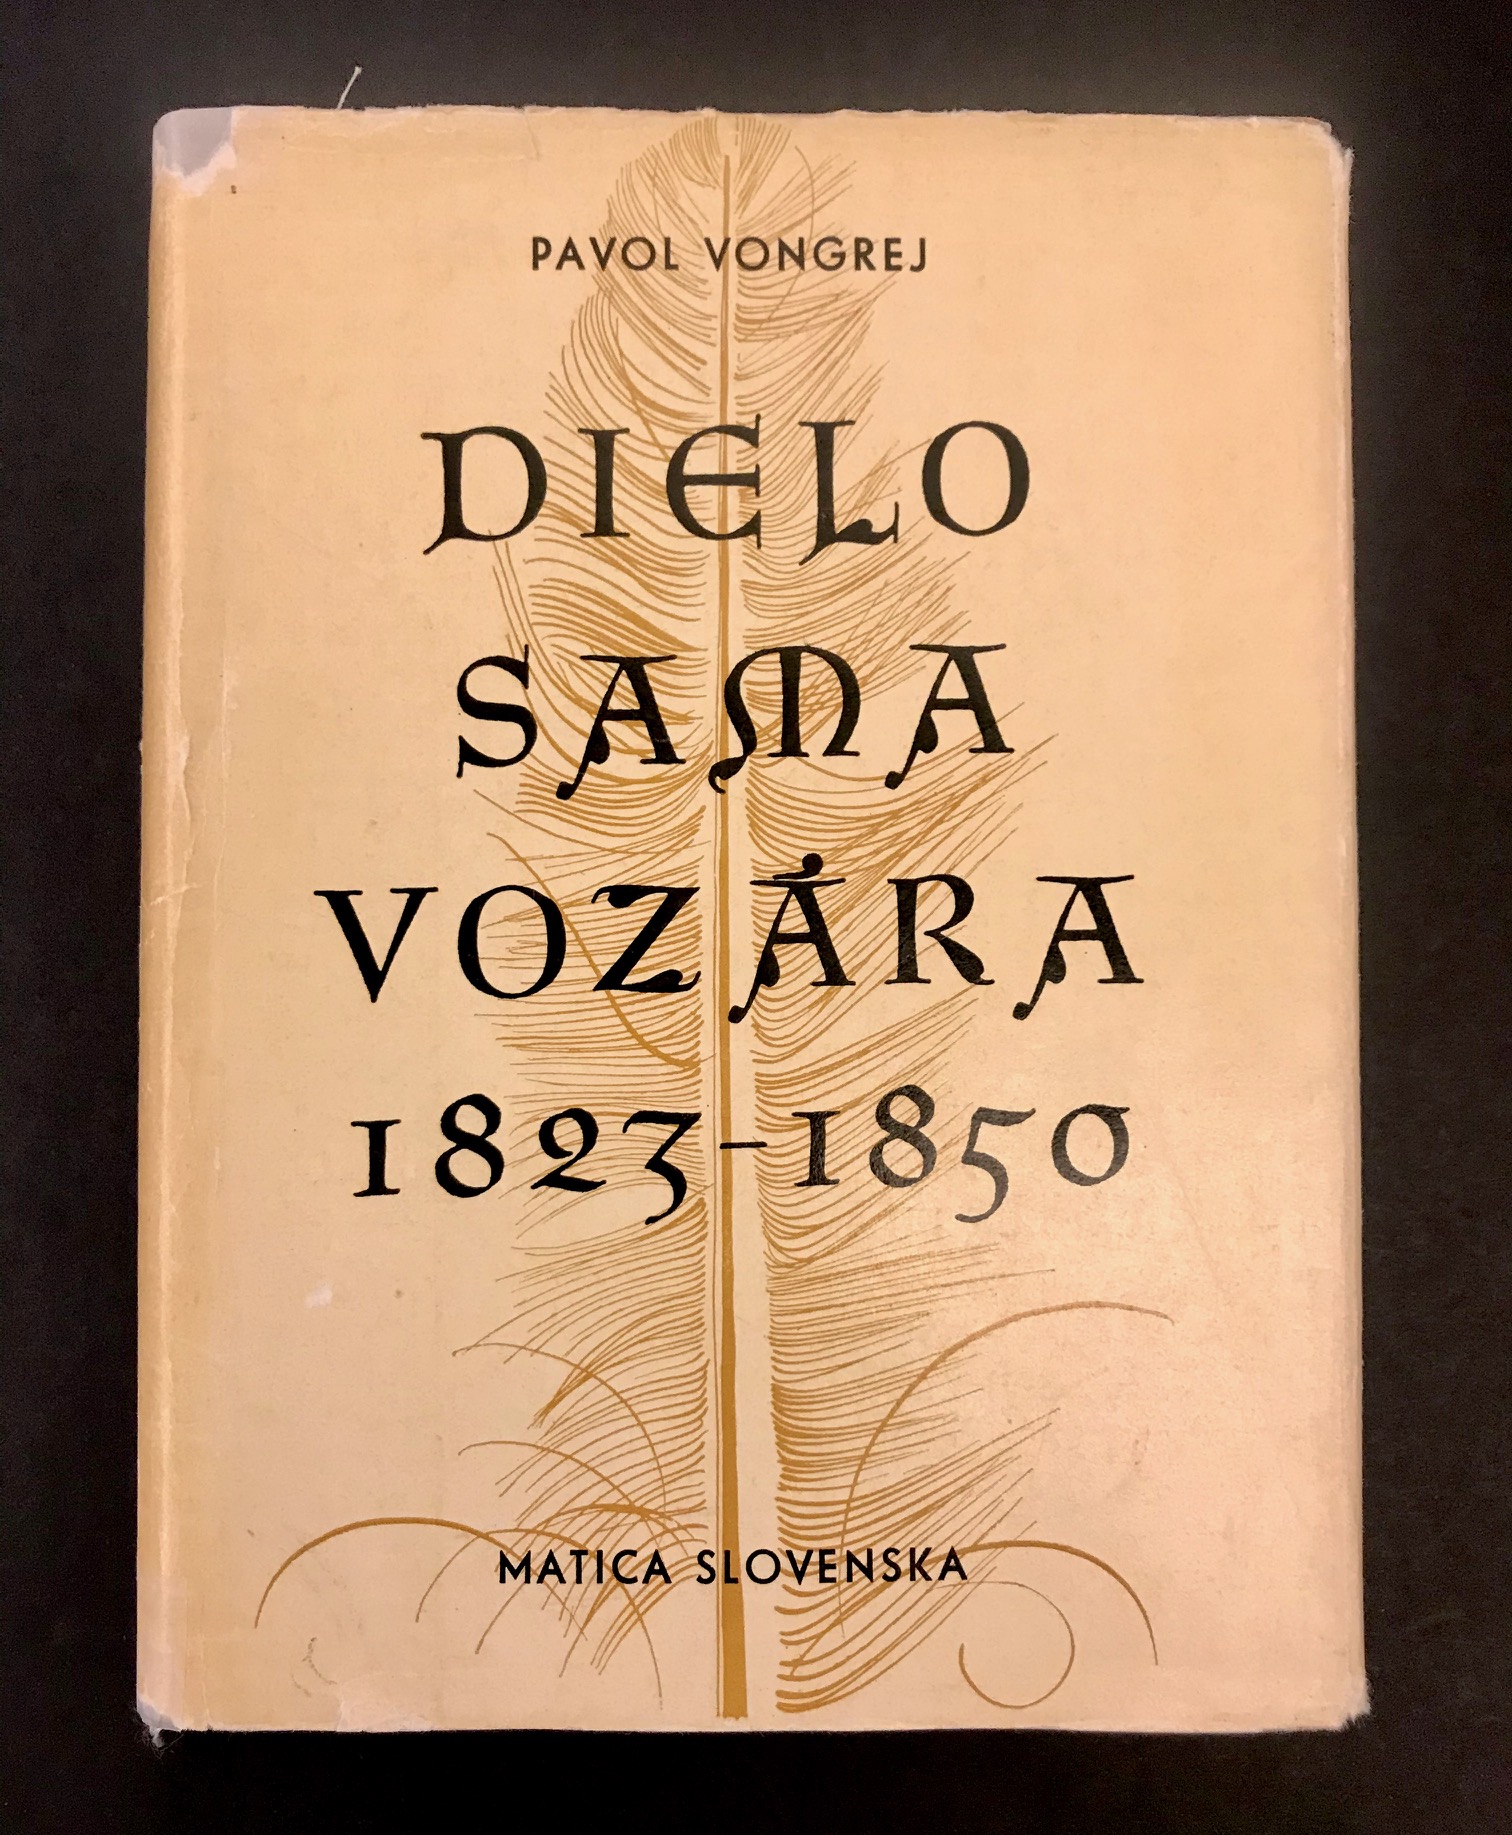 PAVOL VONGREJ
DIELO
SAMA
VOZÁRA
1823–1850
MATICA SLOVENSKA